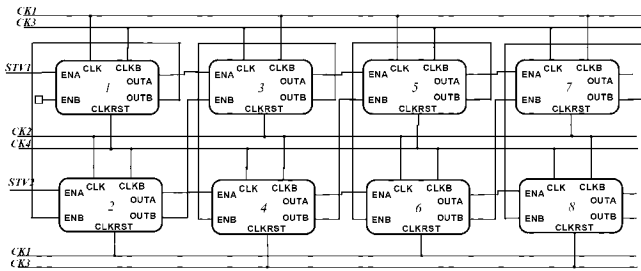 CK1
CK3
STV1
ENA CLK CLKB OUTA
1
ENB OUTB
CLKRST
ENA CLK CLKB OUTA
3
ENB OUTB
CLKRST
ENA CLK CLKB OUTA
5
ENB OUTB
CLKRST
ENA CLK CLKB OUTA
7
ENB OUTB
CLKRST
CK2
CK4
STV2
ENA CLK CLKB OUTA
2
ENB OUTB
CLKRST
ENA CLK CLKB OUTA
4
ENB OUTB
CLKRST
ENA CLK CLKB OUTA
6
ENB OUTB
CLKRST
ENA CLK CLKB OUTA
8
ENB OUTB
CLKRST
CK1
CK3